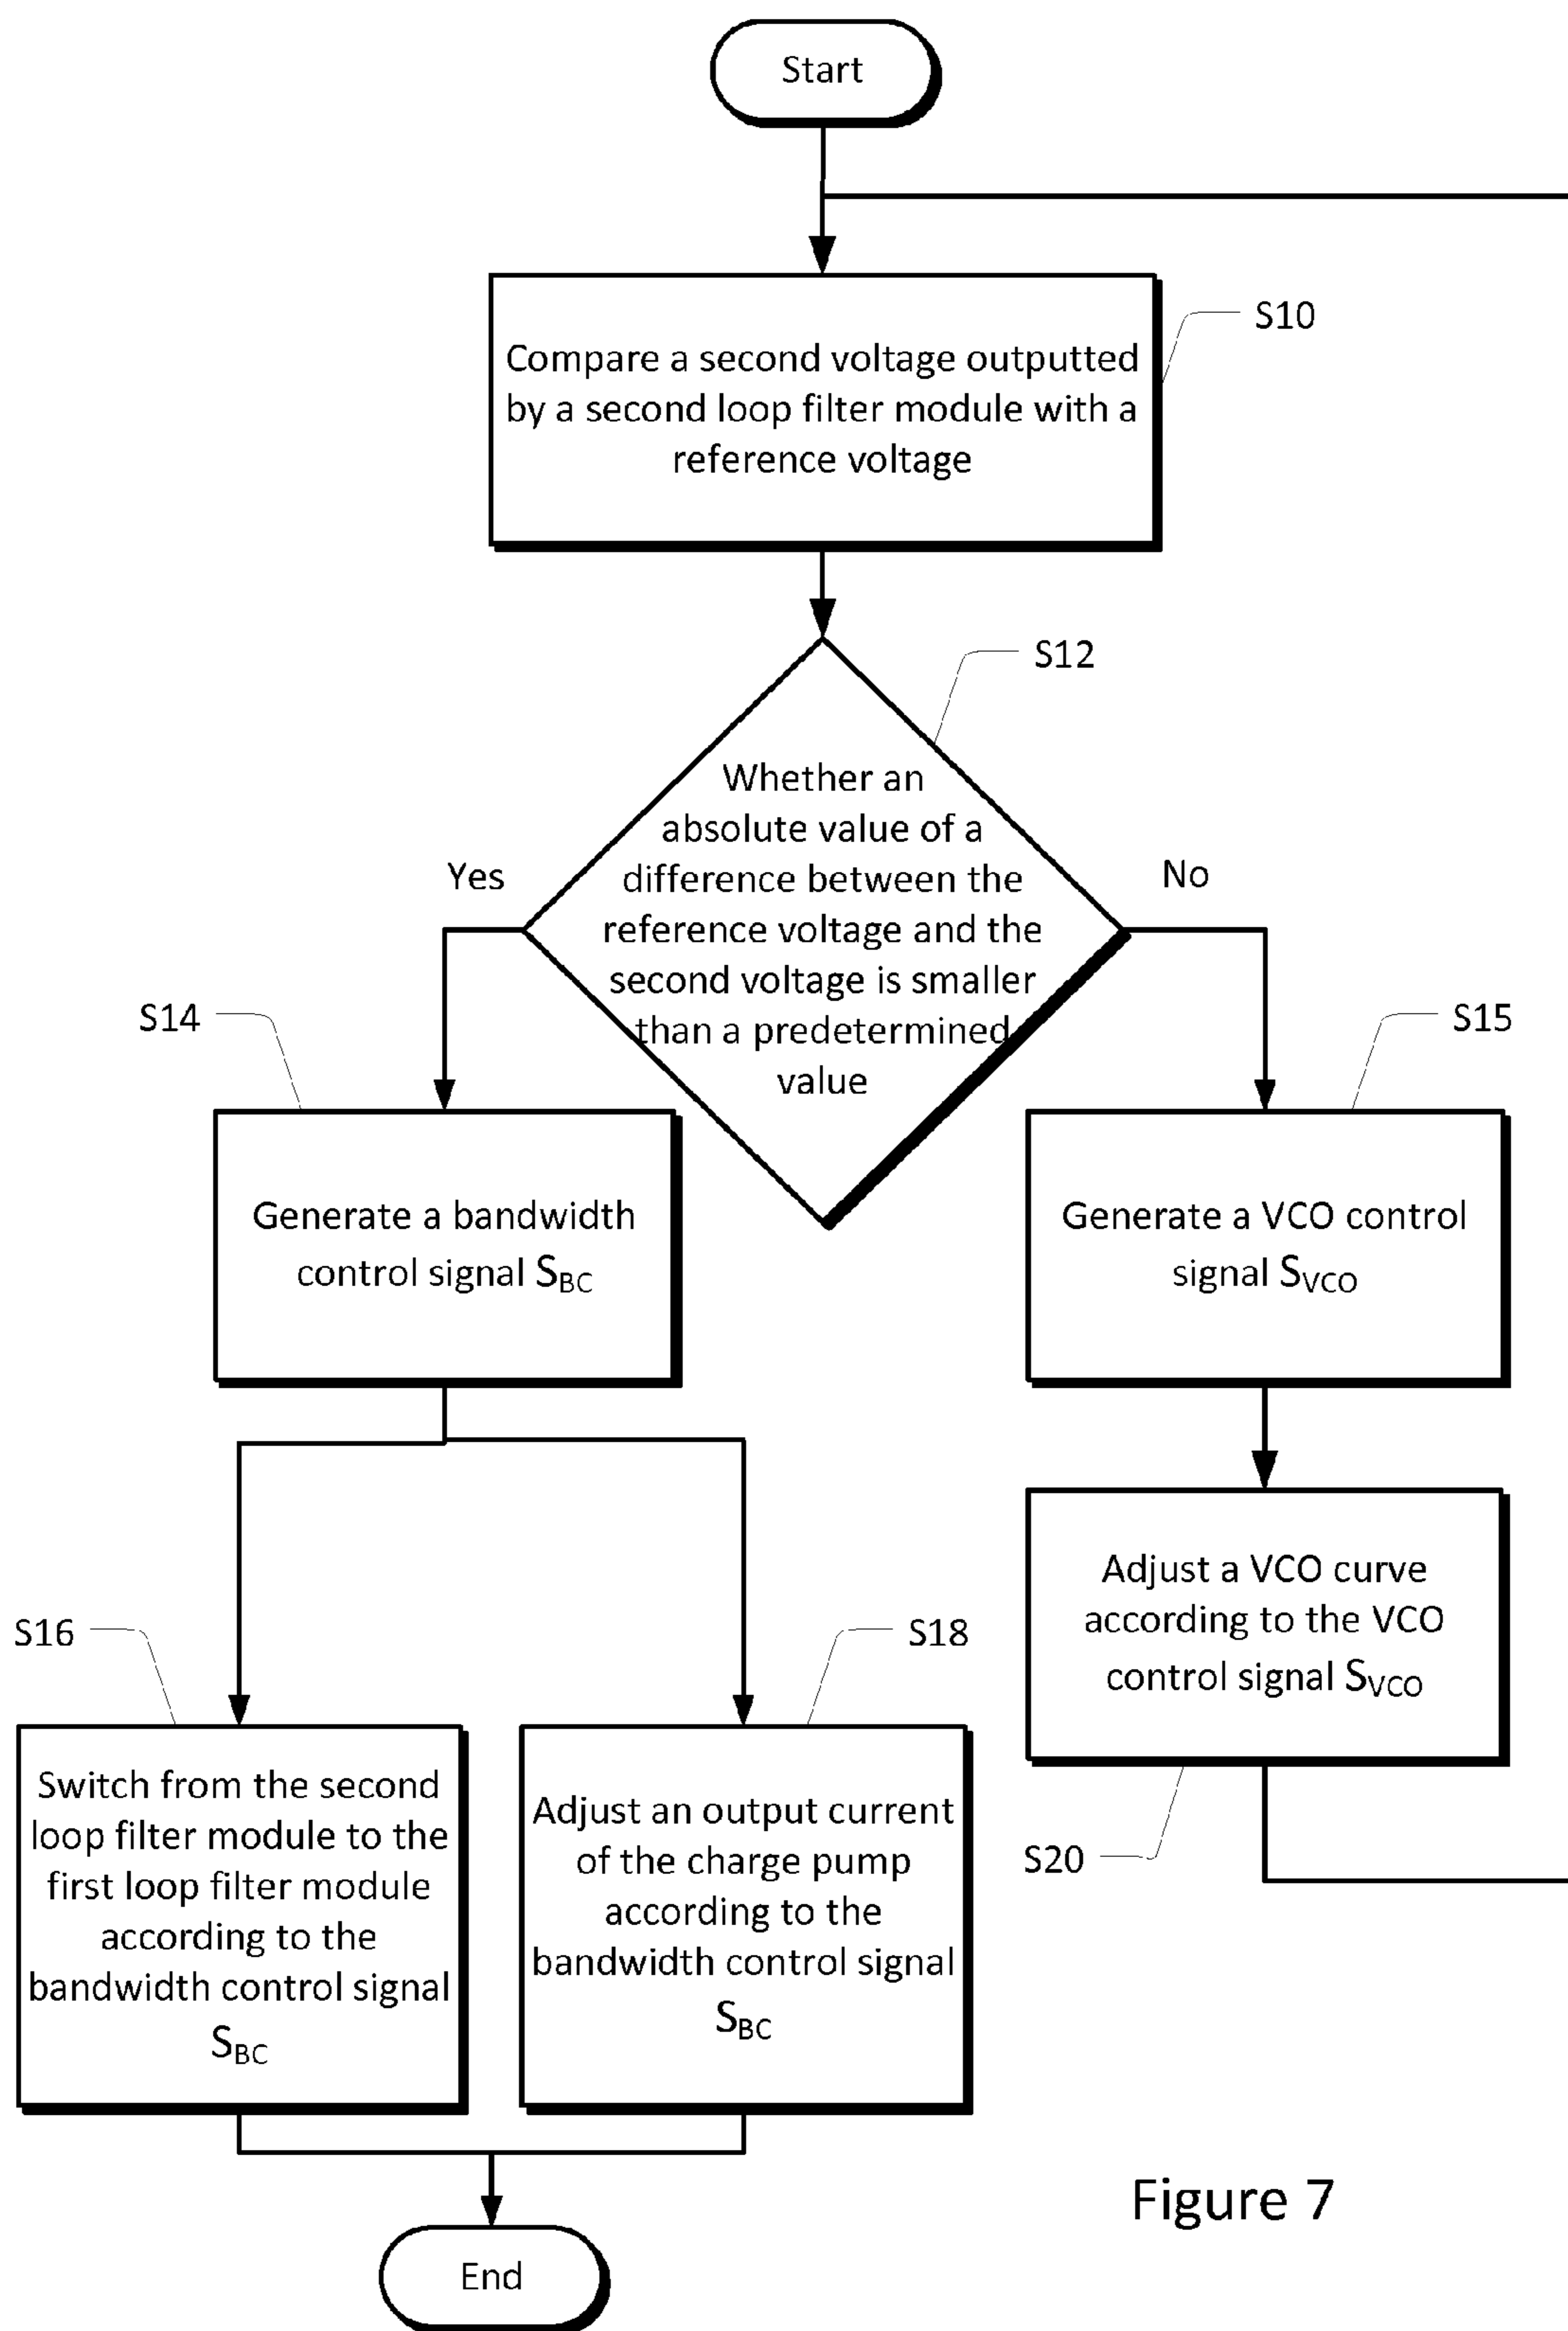 Start
S10
Compare a second voltage outputted
by a second loop filter module with a
reference voltage
S12
Whether an
absolute value of a
difference between the
reference voltage and the
second voltage is smaller
than a predetermined
value
Yes
No
S14
S15
Generate a bandwidth
control signal SBC
Generate a VCO control
signal SVCO
Adjust a VCO curve
according to the VCO
control signal SVCO
S16
S18
S20
Switch from the second
loop filter module to the
first loop filter module
according to the
bandwidth control signal
SBC
Adjust an output current
of the charge pump
according to the
bandwidth control signal
SBC
End
Figure 7